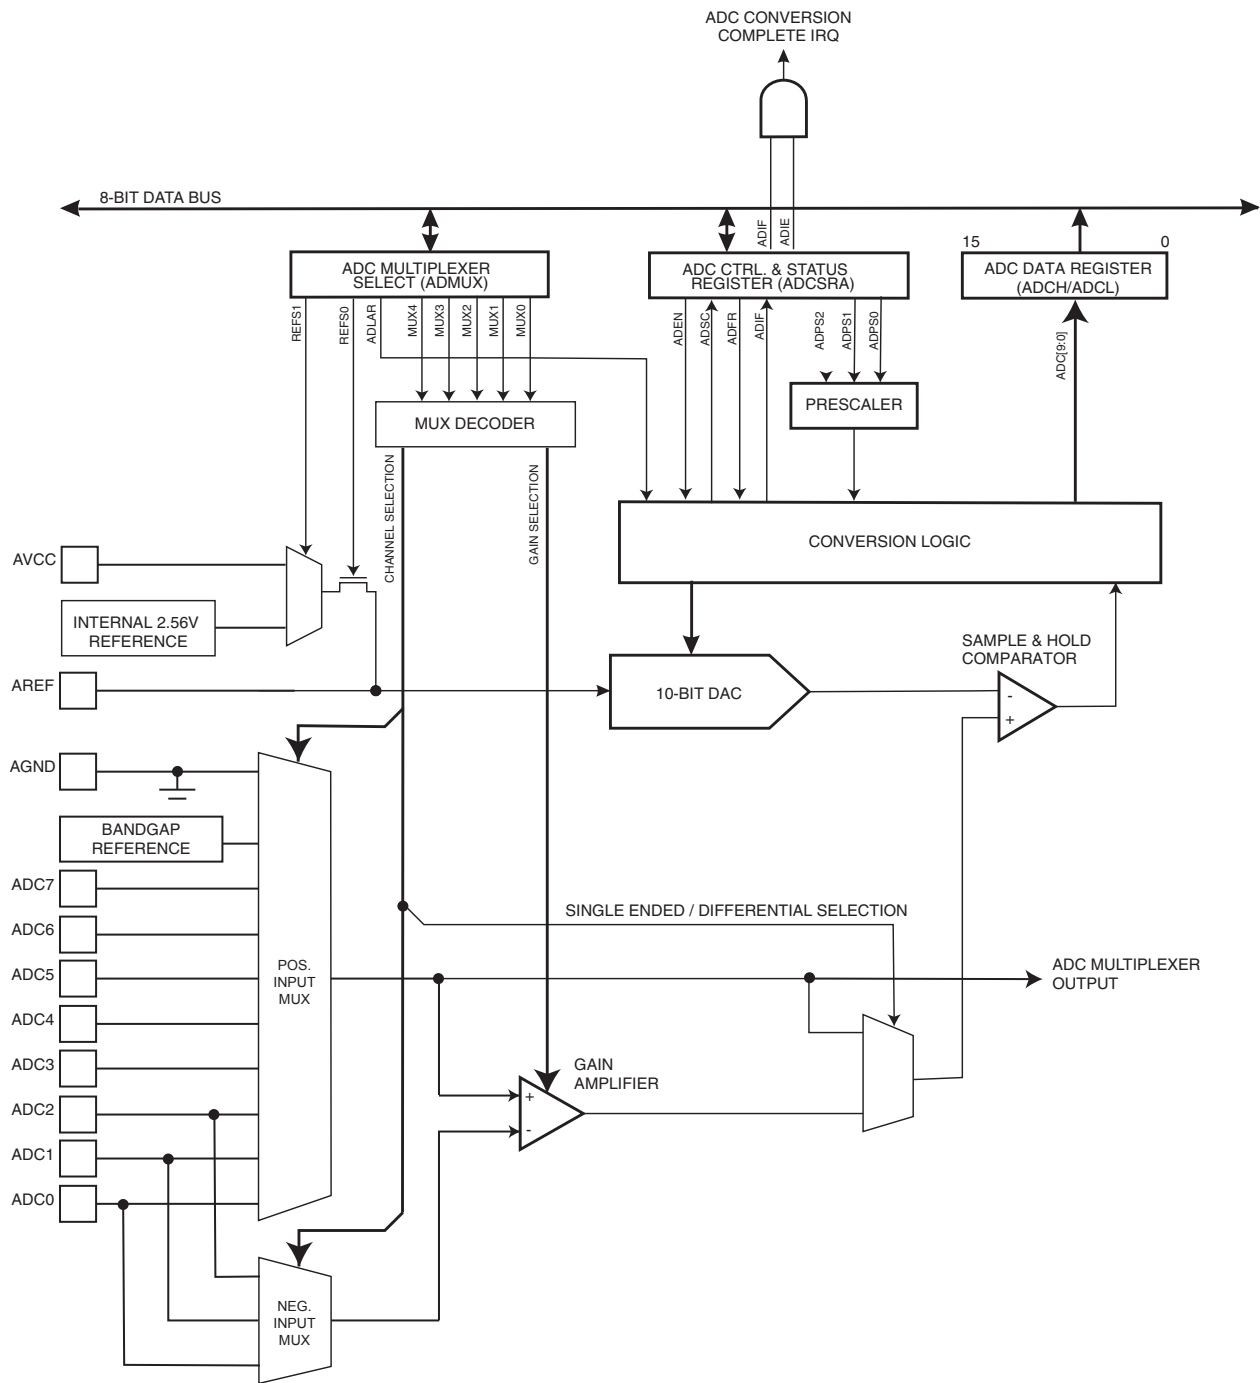 ADC CONVERSION
COMPLETE IRQ
8-BIT DATA BUS
ADIF
ADIE
15
0
ADC MULTIPLEXER
SELECT (ADMUX)
ADC CTRL. & STATUS
REGISTER (ADCSRA)
ADC DATA REGISTER
(ADCH/ADCL)
REFS1
REFS0
ADLAR
MUX4
MUX3
MUX2
MUX1
MUX0
ADEN
ADSC
ADFR
ADIF
ADPS2
ADPS1
ADPS0
ADC[9:0]
PRESCALER
MUX DECODER
CHANNEL SELECTION
GAIN SELECTION
CONVERSION LOGIC
AVCC
INTERNAL 2.56V
REFERENCE
SAMPLE & HOLD
COMPARATOR
AREF
10-BIT DAC
-
+
AGND
BANDGAP
REFERENCE
ADC7
SINGLE ENDED / DIFFERENTIAL SELECTION
ADC6
ADC5
POS.
INPUT
MUX
ADC MULTIPLEXER
OUTPUT
ADC4
ADC3
GAIN
AMPLIFIER
+
-
ADC2
ADC1
ADC0
NEG.
INPUT
MUX